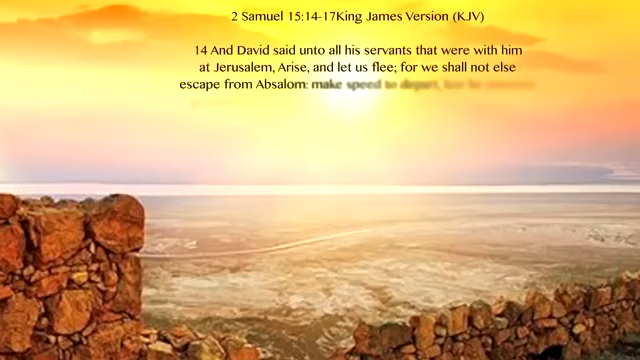 2 Samuel 15:14-17King James Version (KJV)
14 And David said unto all his servants that were with him
at Jerusalem, Arise, and let us flee; for we shall not else
escape from Absalom: make speed to depart,